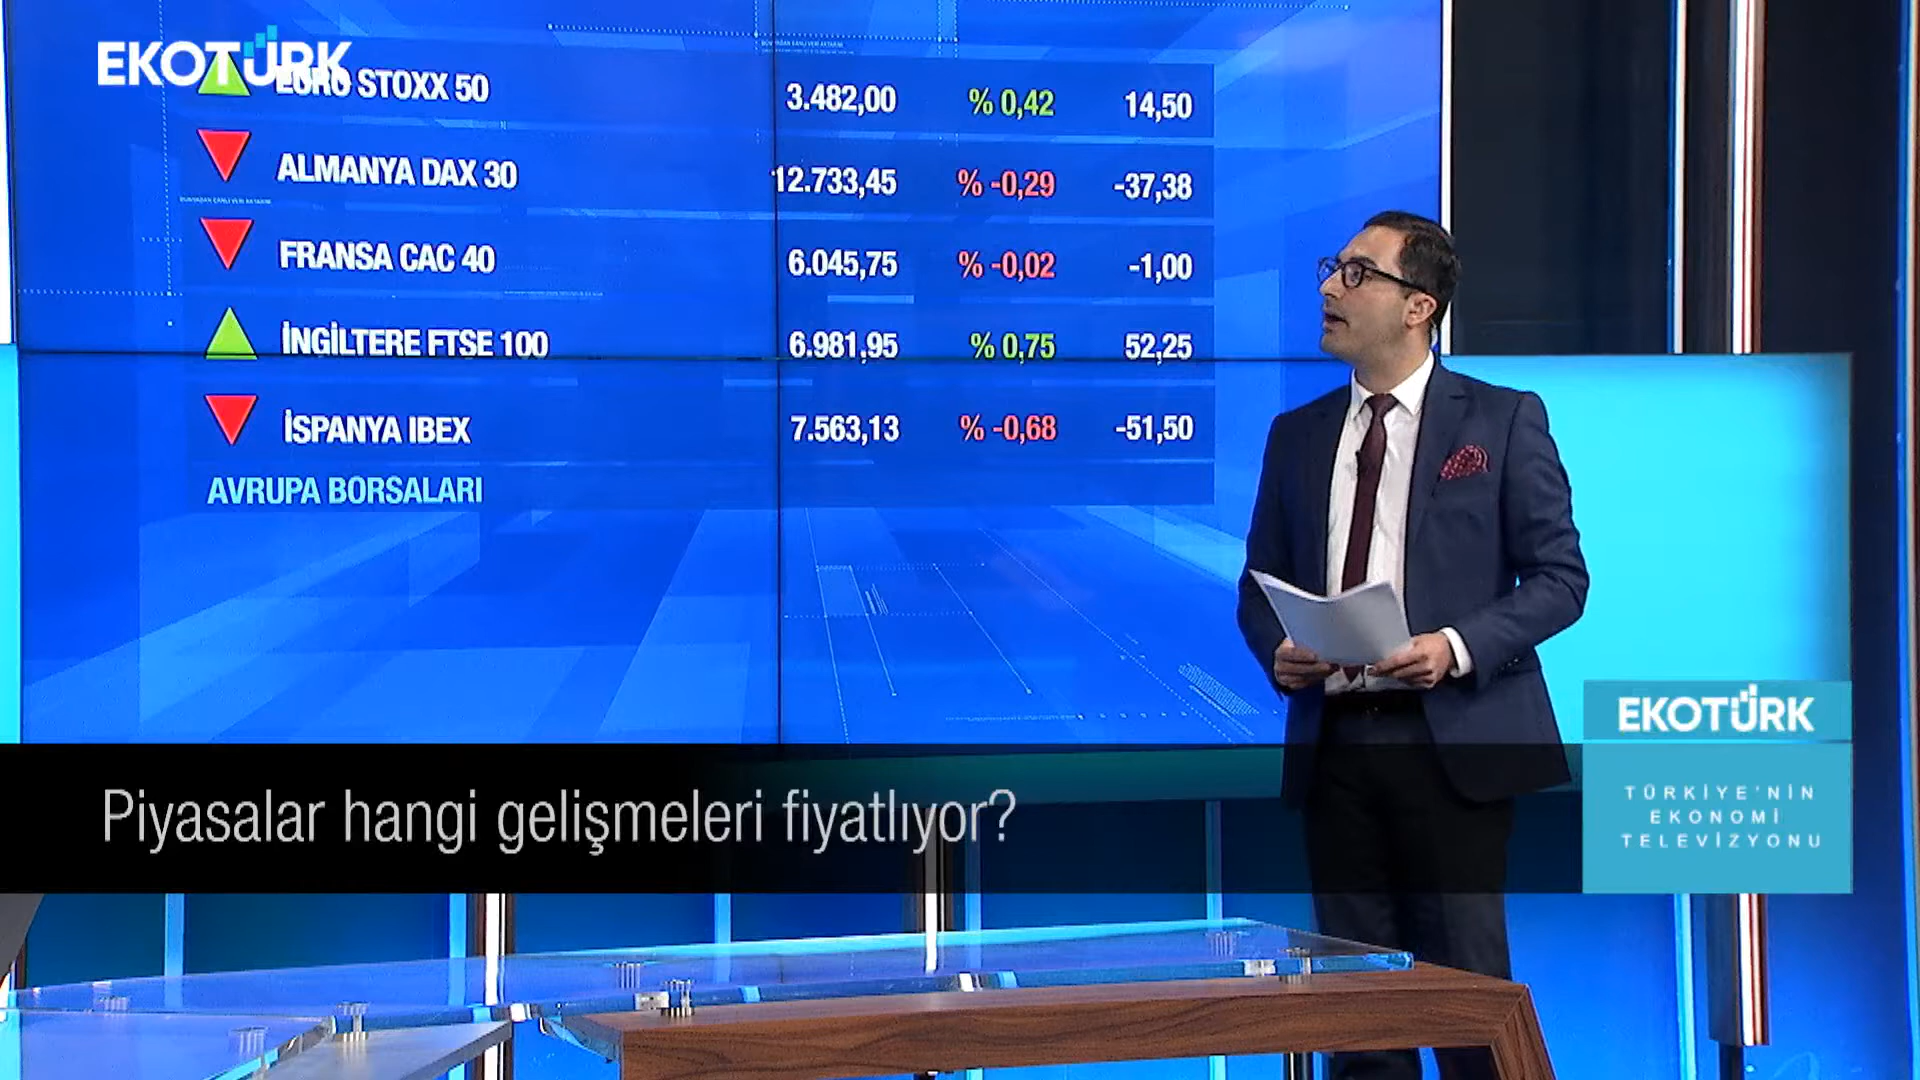 EKOTÜRK
EURO STOXX 50 3.482,00 % 0,42 14,50
ALMANYA DAX 30 12.733,45 % -0,29 -37,38
FRANSA CAC 40 6.045,75 % -0,02 -1,00
İNGİLTERE FTSE 100 6.981,95 % 0,75 52,25
İSPANYA IBEX 7.563,13 % -0,68 -51,50
AVRUPA BORSALARI
EKOTÜRK
Piyasalar hangi gelişmeleri fiyatlıyor?
TÜRKİYE'NİN
EKONOMİ
TELEVİZYONU